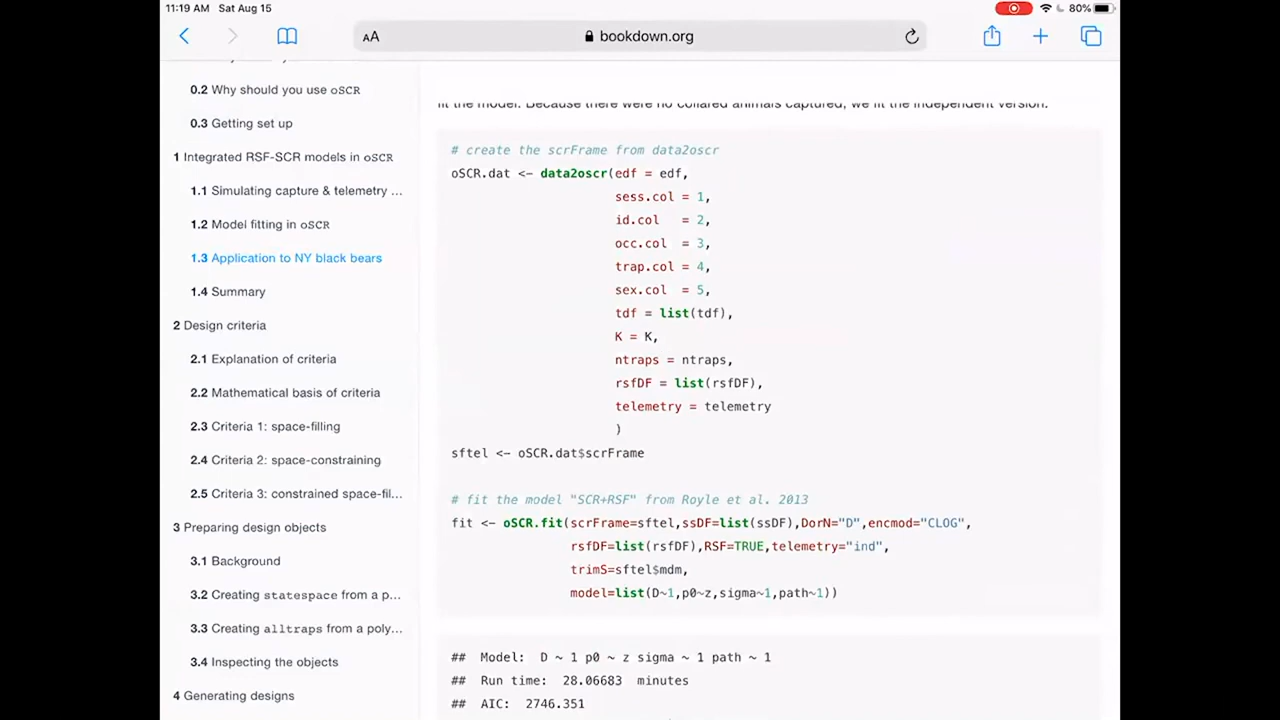 11:19 AM Sat Aug 15
80%
AA
bookdown.org
0.2 Why should you use oSCR
0.3 Getting set up
1 Integrated RSF-SCR models in oSCR
1.1 Simulating capture & telemetry ...
1.2 Model fitting in oSCR
1.3 Application to NY black bears
1.4 Summary
2 Design criteria
2.1 Explanation of criteria
2.2 Mathematical basis of criteria
2.3 Criteria 1: space-filling
2.4 Criteria 2: space-constraining
2.5 Criteria 3: constrained space-fil...
3 Preparing design objects
3.1 Background
3.2 Creating statespace from a p...
3.3 Creating alltraps from a poly...
3.4 Inspecting the objects
4 Generating designs
fit the model. Because there were no collared animals captured, we fit the independent version.
# create the scrFrame from data2oscr
oSCR.dat <- data2oscr(edf = edf,
sess.col = 1,
id.col = 2,
occ.col = 3,
trap.col = 4,
sex.col = 5,
tdf = list(tdf),
K = K,
ntraps = ntraps,
rsfDF = list(rsfDF),
telemetry = telemetry
)
sftel <- oSCR.dat$scrFrame
# fit the model "SCR+RSF" from Royle et al. 2013
fit <- oSCR.fit(scrFrame=sftel,ssDF=list(ssDF),DorN="D",encmod="CLOG",
rsfDF=list(rsfDF),RSF=TRUE,telemetry="ind",
trimS=sftel$mdm,
model=list(D~1,p0~z,sigma~1,path~1))
## Model: D ~ 1 p0 ~ z sigma ~ 1 path ~ 1
## Run time: 28.06683 minutes
## AIC: 2746.351